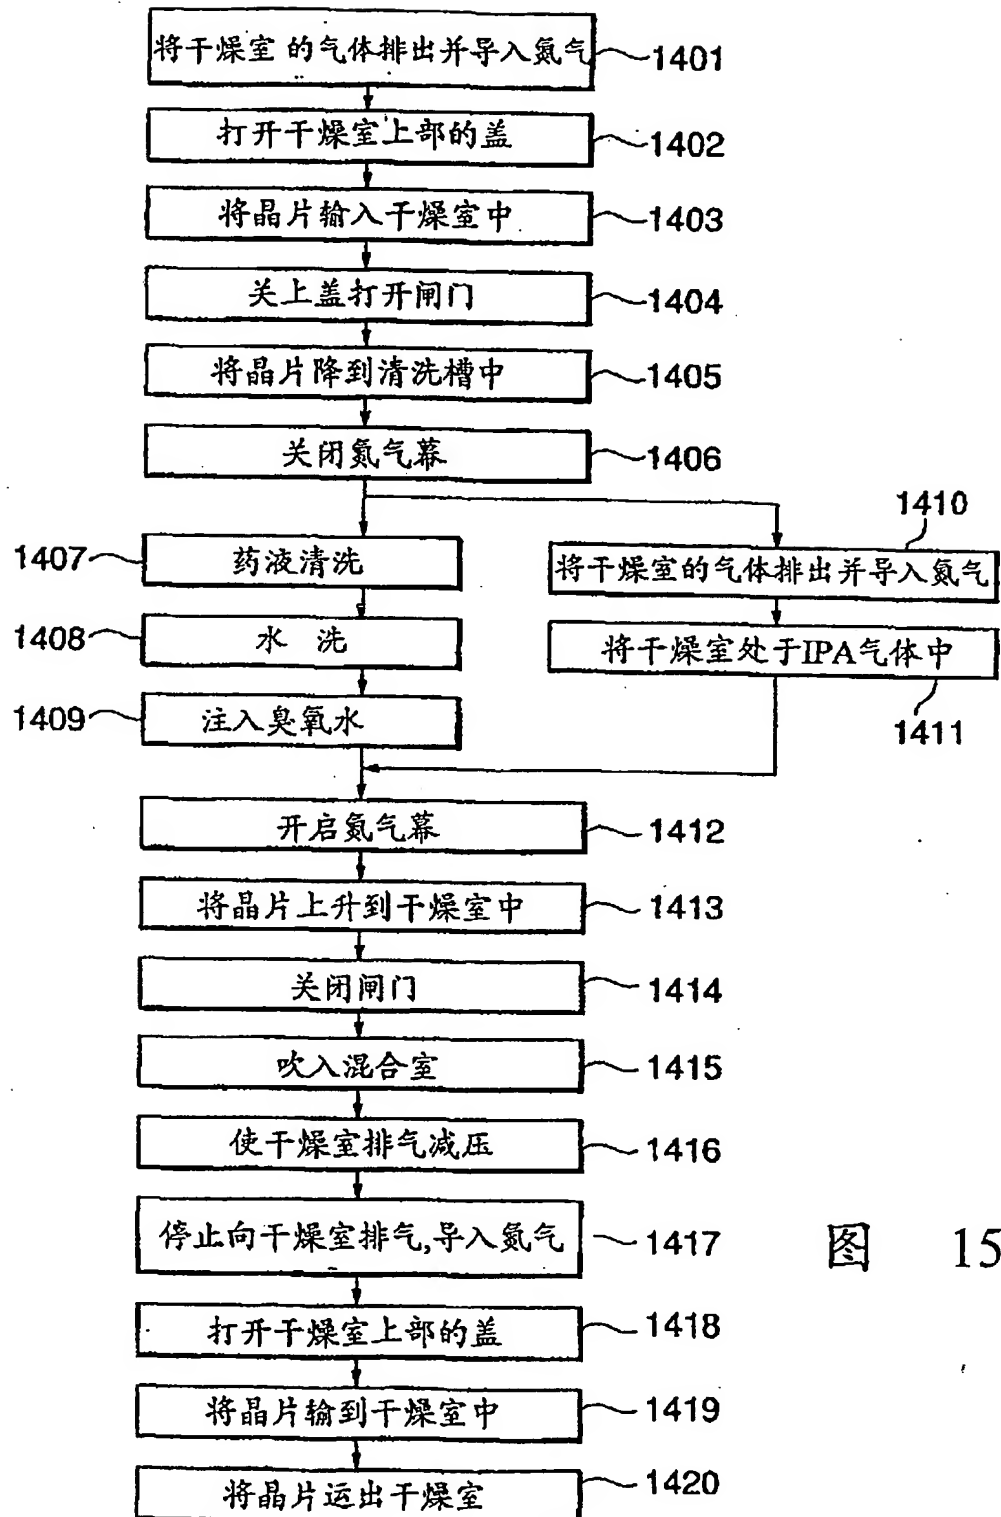 将干燥室 的气体排出并导入氮气 1401
打开干燥室上部的盖 1402
将晶片输入干燥室中 1403
关上盖打开闸门 1404
将晶片降到清洗槽中 1405
关闭氮气幕 1406
1410
1407 药液清洗
将干燥室的气体排出并导入氮气
1408 水 洗
将干燥室处于IPA气体中
1409 注入臭氧水
1411
开启氮气幕 1412
将晶片上升到干燥室中 1413
关闭闸门 1414
吹入混合室 1415
使干燥室排气减压 1416
停止向干燥室排气,导入氮气 1417
图 15
打开干燥室上部的盖 1418
将晶片输到干燥室中 1419
将晶片运出干燥室 1420